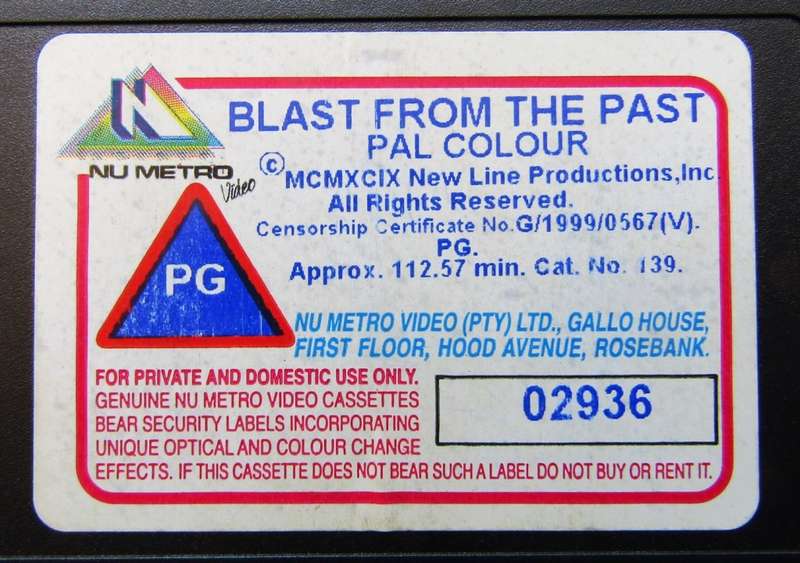 BLAST FROM THE PAST
PAL COLOUR
NU METRO
Video
© MCMXCIX New Line Productions,Inc
All Rights Reserved.
Censorship Certificate No.G/1999/0567(V).
PG.
Approx. 112.57 min. Cat. No. 139.
PG
NU METRO VIDEO (PTY) LTD., GALLO HOUSE,
FIRST FLOOR, HOOD AVENUE, ROSEBANK.
FOR PRIVATE AND DOMESTIC USE ONLY.
GENUINE NU METRO VIDEO CASSETTES
BEAR SECURITY LABELS INCORPORATING
UNIQUE OPTICAL AND COLOUR CHANGE
EFFECTS. IF THIS CASSETTE DOES NOT BEAR SUCH A LABEL DO NOT BUY OR RENT IT.
02936